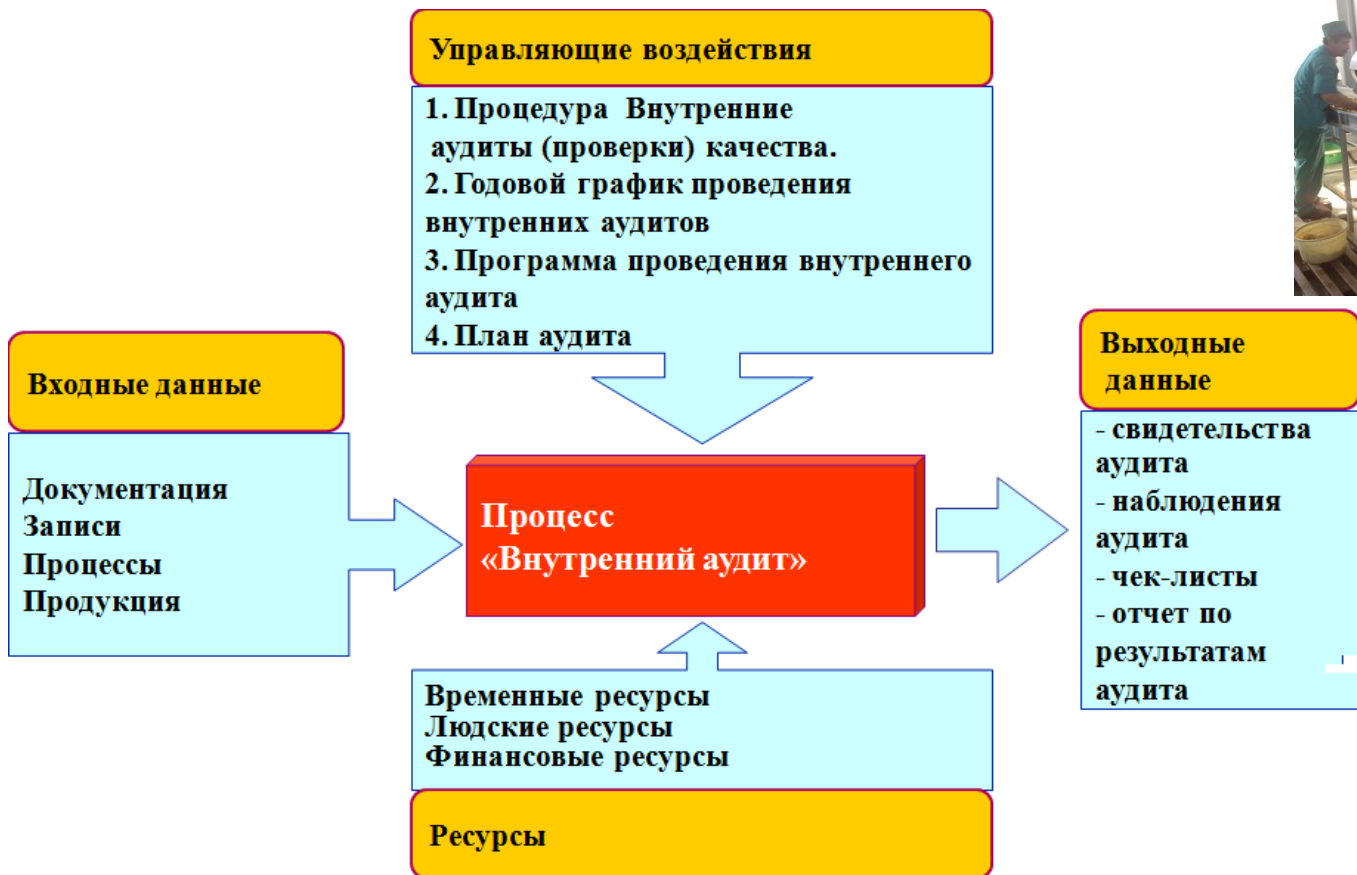 Управляющие воздействия
1. Процедура Внутренние
аудиты (проверки) качества.
2. Годовой график проведения
внутренних аудитов
3. Программа проведения внутреннего
аудита
4. План аудита
Входные данные
Документация
Записи
Процессы
Продукция
Процесс
«Внутренний аудит»
Выходные
данные
- свидетельства
аудита
- наблюдения
аудита
- чек-листы
- отчет по
результатам
аудита
Временные ресурсы
Людские ресурсы
Финансовые ресурсы
Ресурсы